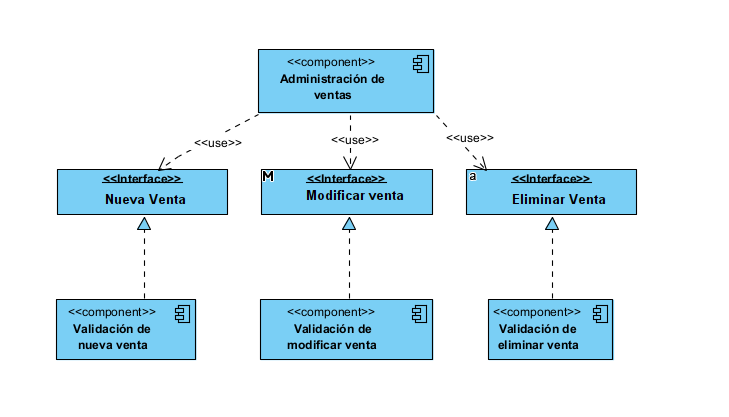 <<component>>
Administración de
ventas
<<use>>
<<use>>
<<use>>
<<Interface>>
Nueva Venta
M
<<Interface>>
Modificar venta
a
<<Interface>>
Eliminar Venta
<<component>>
Validación de
nueva venta
<<component>>
Validación de
modificar venta
<<component>>
Validación de
eliminar venta